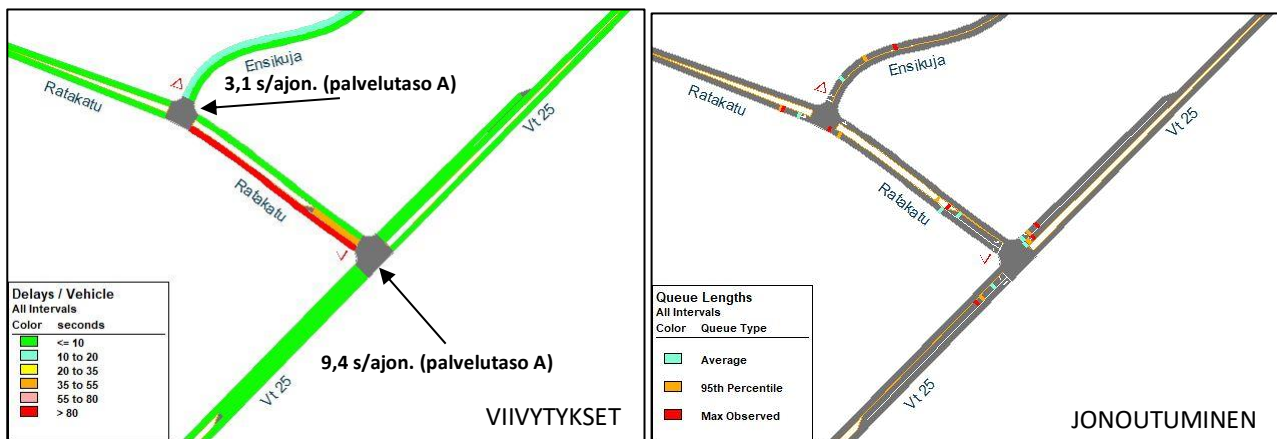 Ensikuja
3,1 s/ajon. (palvelutaso A)
Ratakatu
Vt 25
Ratakatu
9,4 s/ajon. (palvelutaso A)
Vt 25
Delays / Vehicle
All Intervals
Color seconds
<= 10
10 to 20
20 to 35
35 to 55
55 to 80
> 80
VIIVYTYKSET
Ensikuja
Ratakatu
Vt 25
Ratakatu
Vt 25
Queue Lengths
All Intervals
Color Queue Type
Average
95th Percentile
Max Observed
JONOUTUMINEN